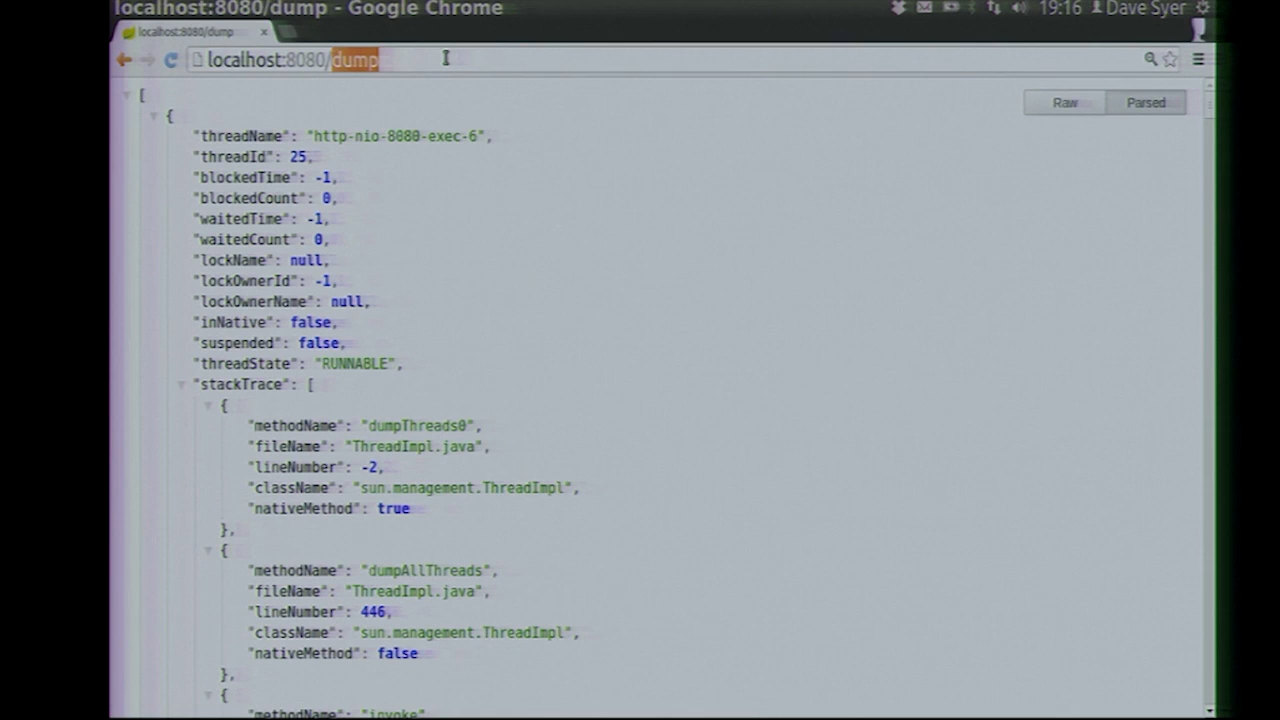 localhost:8080/dump - Google Chrome
19:16 Dave Syer
localhost:8080/dump ×
localhost:8080/dump
Raw Parsed
[
{
"threadName": "http-nio-8080-exec-6",
"threadId": 25,
"blockedTime": -1,
"blockedCount": 0,
"waitedTime": -1,
"waitedCount": 0,
"lockName": null,
"lockOwnerId": -1,
"lockOwnerName": null,
"inNative": false,
"suspended": false,
"threadState": "RUNNABLE",
"stackTrace": [
{
"methodName": "dumpThreads0",
"fileName": "ThreadImpl.java",
"lineNumber": -2,
"className": "sun.management.ThreadImpl",
"nativeMethod": true
},
{
"methodName": "dumpAllThreads",
"fileName": "ThreadImpl.java",
"lineNumber": 446,
"className": "sun.management.ThreadImpl",
"nativeMethod": false
},
{
"methodName": "invoke"